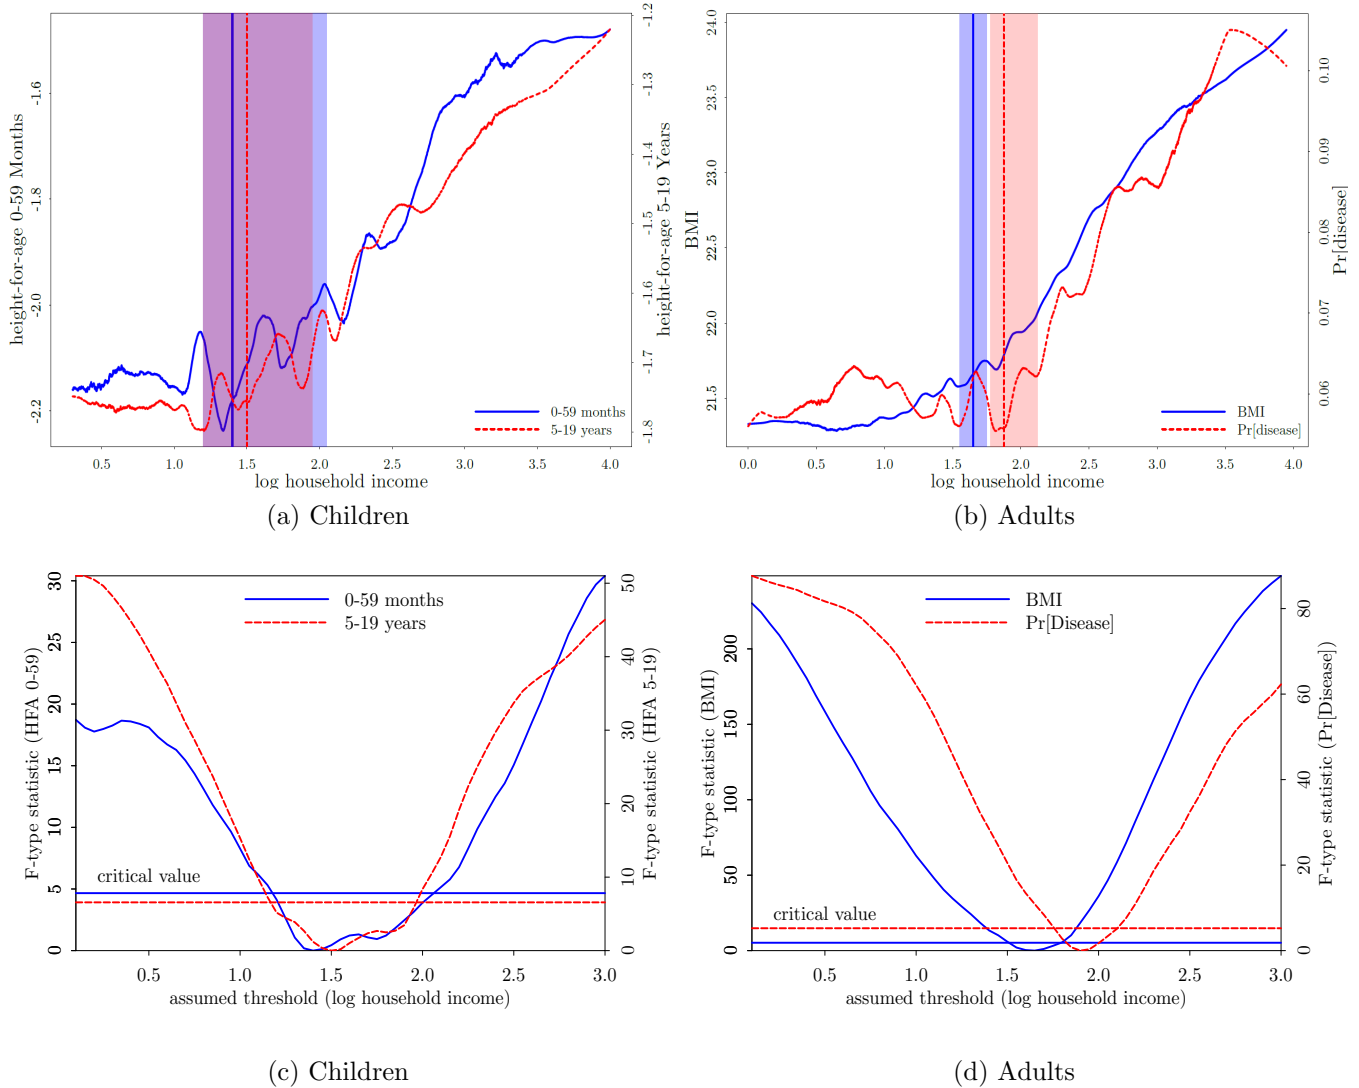 height-for-age 0-59 Months
-2.2
-2.0
-1.8
-1.6
-1.8
-1.7
-1.6
-1.5
-1.4
-1.3
-1.2
height-for-age 5-19 Years
0-59 months
5-19 years
0.5 1.0 1.5 2.0 2.5 3.0 3.5 4.0
log household income
(a) Children
BMI
21.5
22.0
22.5
23.0
23.5
24.0
0.06
0.07
0.08
0.09
0.10
Pr[disease]
BMI
Pr[disease]
0.0 0.5 1.0 1.5 2.0 2.5 3.0 3.5 4.0
log household income
(b) Adults
F-type statistic (HFA 0-59)
0
5
10
15
20
25
30
0
10
20
30
40
50
F-type statistic (HFA 5-19)
0-59 months
5-19 years
critical value
0.5 1.0 1.5 2.0 2.5 3.0
assumed threshold (log household income)
(c) Children
F-type statistic (BMI)
0
50
100
150
200
0
20
40
60
80
F-type statistic (Pr[Disease])
BMI
Pr[Disease]
critical value
0.5 1.0 1.5 2.0 2.5 3.0
assumed threshold (log household income)
(d) Adults